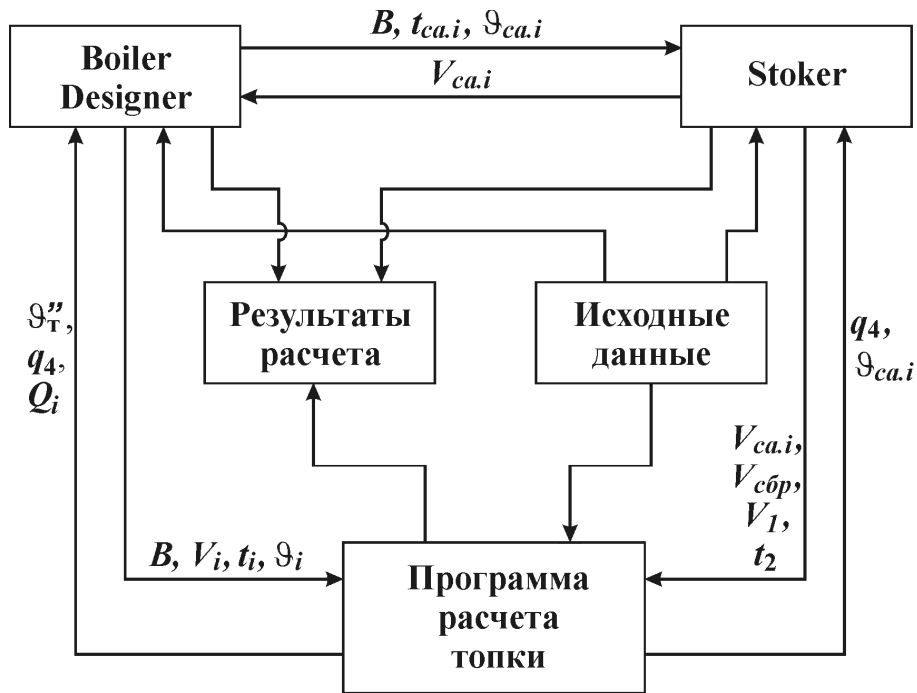 B, t_ca.i, ϑ_ca.i
Boiler
Designer
V_ca.i
Stoker
Результаты
расчета
Исходные
данные
ϑ″_т,
q_4,
Q_i
q_4,
ϑ_ca.i
V_ca.i,
V_сбр,
V_1,
t_2
B, V_i, t_i, ϑ_i
Программа
расчета
топки